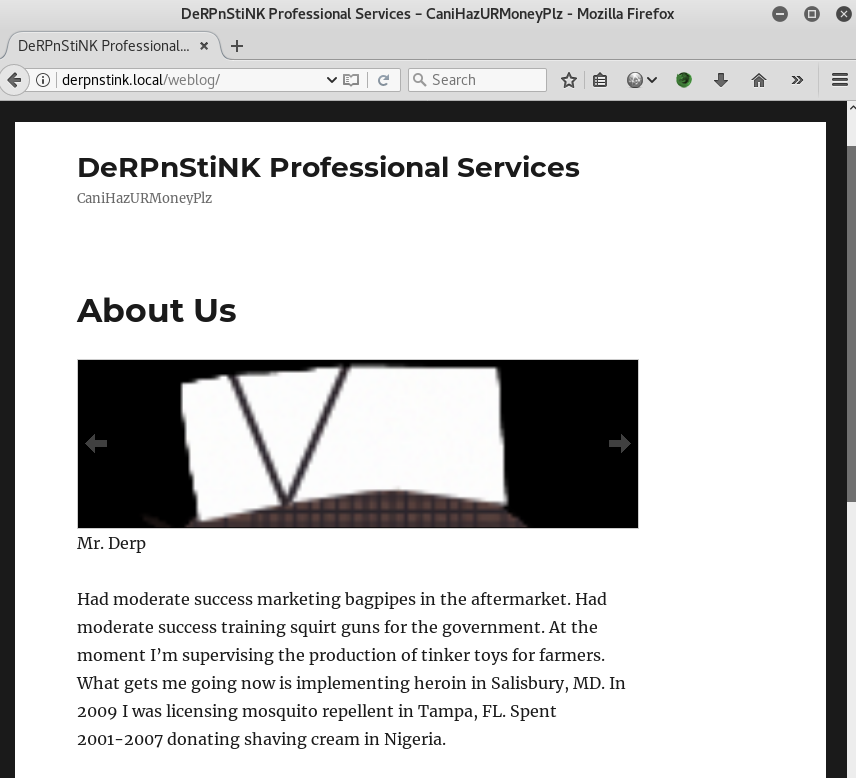 DeRPnStiNK Professional Services – CaniHazURMoneyPlz - Mozilla Firefox
DeRPnStiNK Professional...
derpnstink.local/weblog/
Search
DeRPnStiNK Professional Services
CaniHazURMoneyPlz
About Us
Mr. Derp
Had moderate success marketing bagpipes in the aftermarket. Had
moderate success training squirt guns for the government. At the
moment I’m supervising the production of tinker toys for farmers.
What gets me going now is implementing heroin in Salisbury, MD. In
2009 I was licensing mosquito repellent in Tampa, FL. Spent
2001-2007 donating shaving cream in Nigeria.